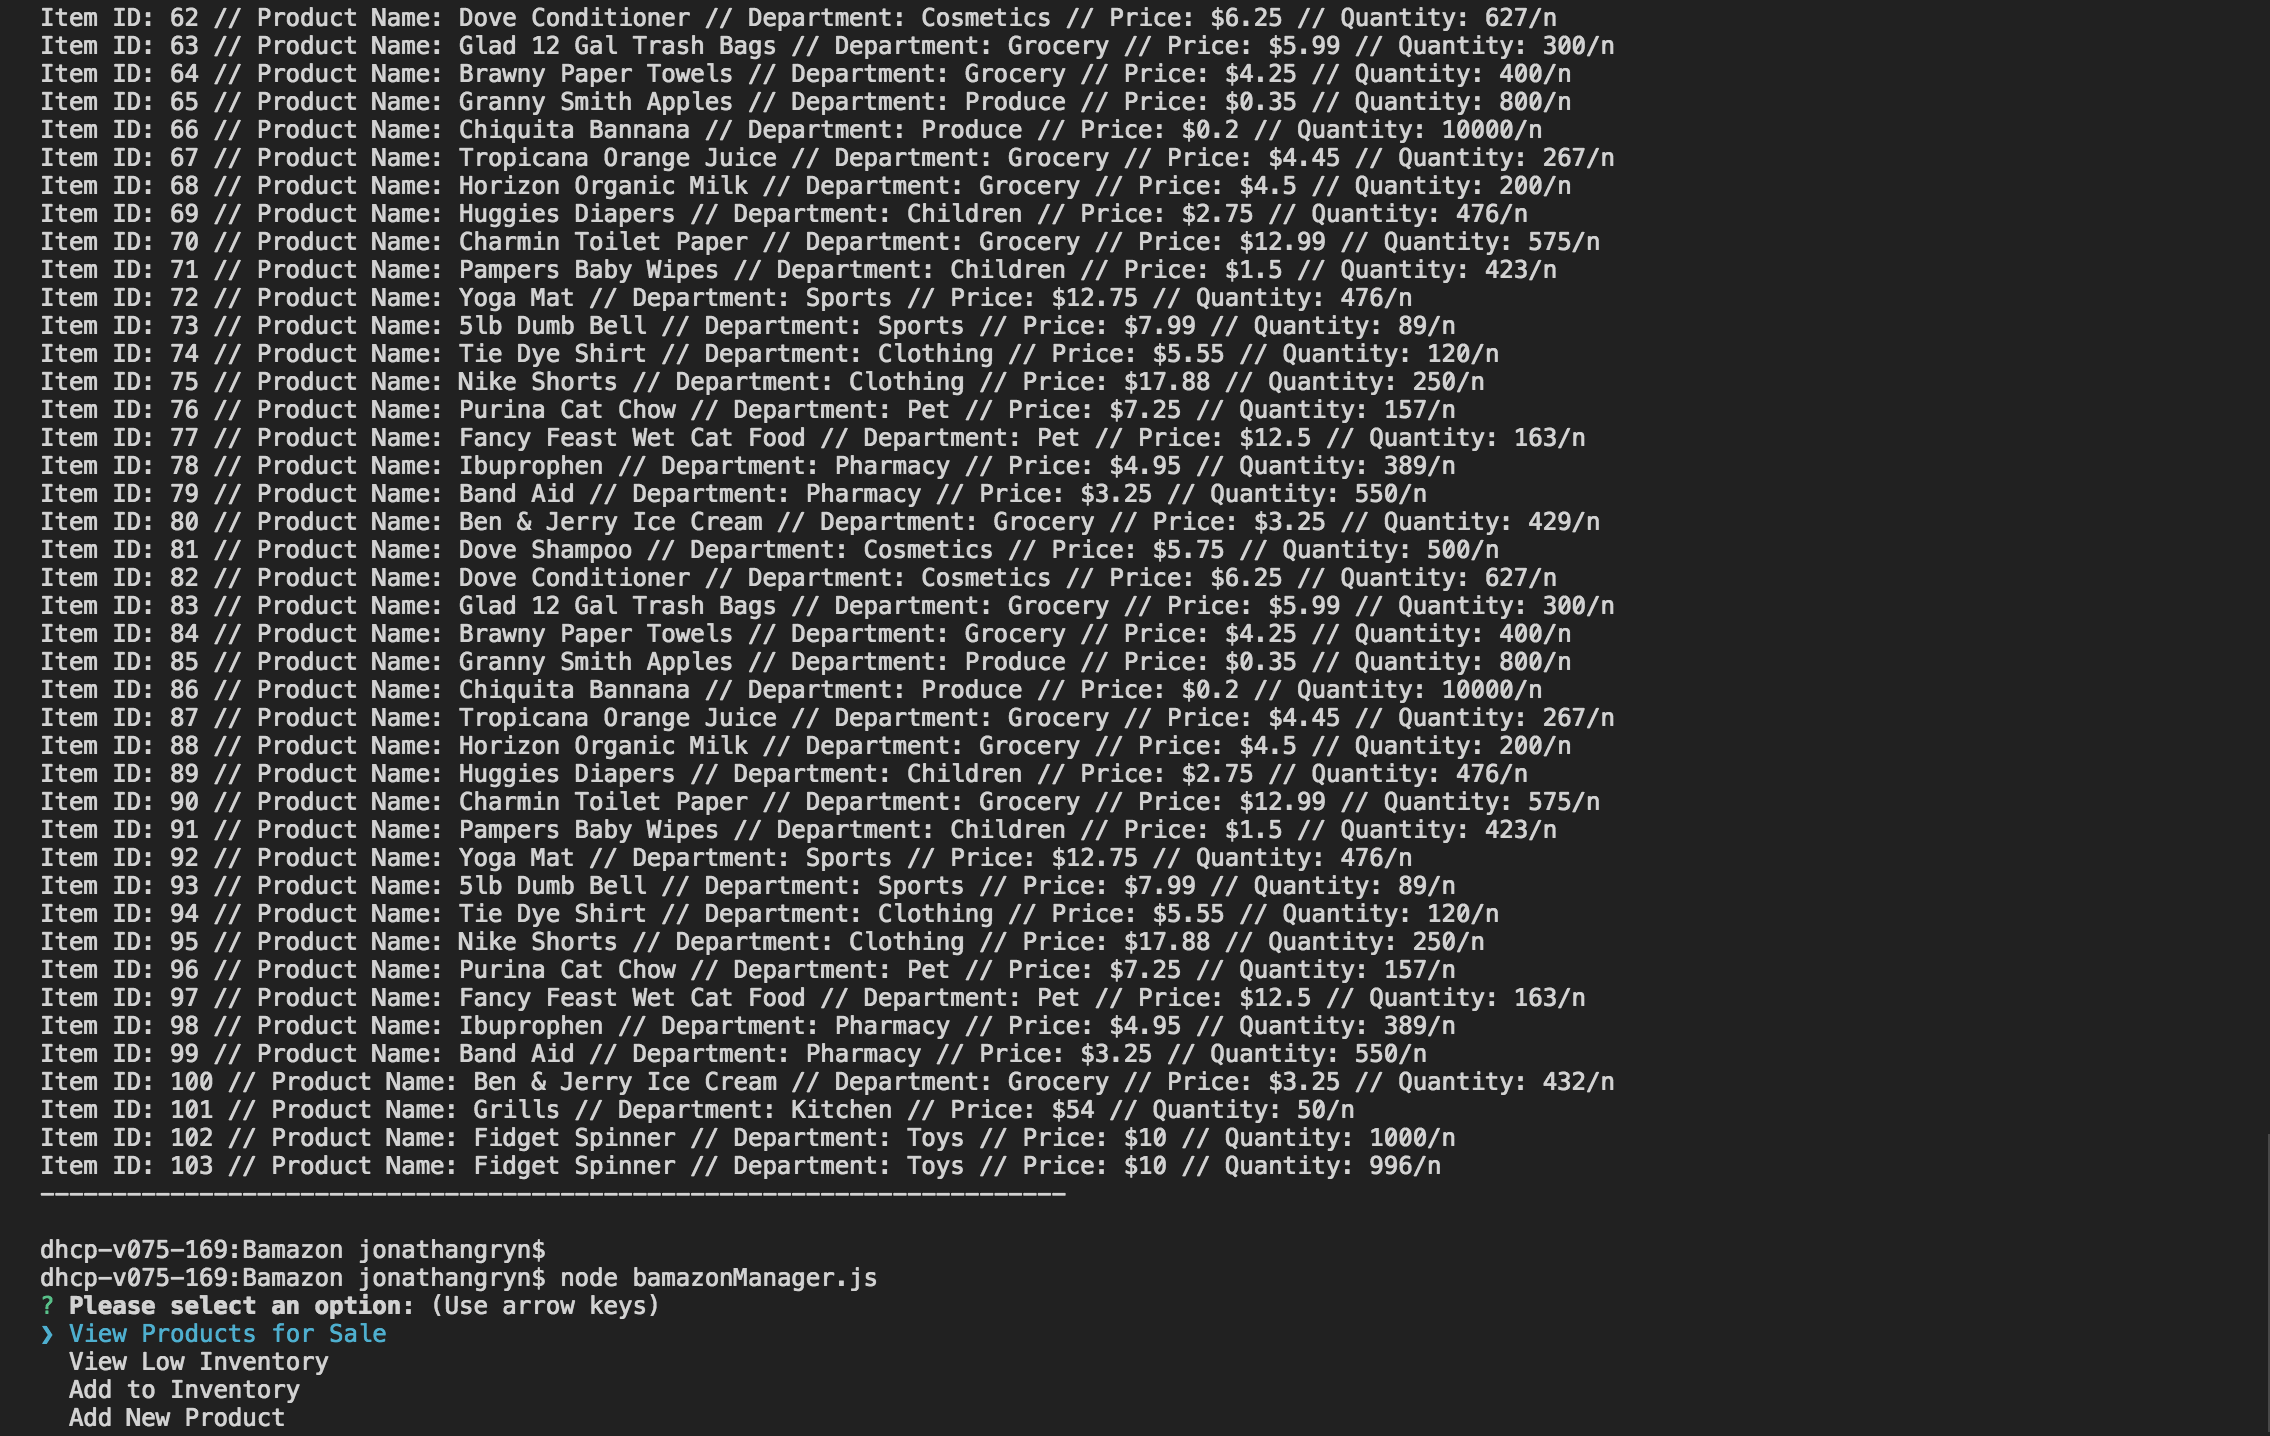 Item ID: 62 // Product Name: Dove Conditioner // Department: Cosmetics // Price: $6.25 // Quantity: 627/n
Item ID: 63 // Product Name: Glad 12 Gal Trash Bags // Department: Grocery // Price: $5.99 // Quantity: 300/n
Item ID: 64 // Product Name: Brawny Paper Towels // Department: Grocery // Price: $4.25 // Quantity: 400/n
Item ID: 65 // Product Name: Granny Smith Apples // Department: Produce // Price: $0.35 // Quantity: 800/n
Item ID: 66 // Product Name: Chiquita Bannana // Department: Produce // Price: $0.2 // Quantity: 10000/n
Item ID: 67 // Product Name: Tropicana Orange Juice // Department: Grocery // Price: $4.45 // Quantity: 267/n
Item ID: 68 // Product Name: Horizon Organic Milk // Department: Grocery // Price: $4.5 // Quantity: 200/n
Item ID: 69 // Product Name: Huggies Diapers // Department: Children // Price: $2.75 // Quantity: 476/n
Item ID: 70 // Product Name: Charmin Toilet Paper // Department: Grocery // Price: $12.99 // Quantity: 575/n
Item ID: 71 // Product Name: Pampers Baby Wipes // Department: Children // Price: $1.5 // Quantity: 423/n
Item ID: 72 // Product Name: Yoga Mat // Department: Sports // Price: $12.75 // Quantity: 476/n
Item ID: 73 // Product Name: 5lb Dumb Bell // Department: Sports // Price: $7.99 // Quantity: 89/n
Item ID: 74 // Product Name: Tie Dye Shirt // Department: Clothing // Price: $5.55 // Quantity: 120/n
Item ID: 75 // Product Name: Nike Shorts // Department: Clothing // Price: $17.88 // Quantity: 250/n
Item ID: 76 // Product Name: Purina Cat Chow // Department: Pet // Price: $7.25 // Quantity: 157/n
Item ID: 77 // Product Name: Fancy Feast Wet Cat Food // Department: Pet // Price: $12.5 // Quantity: 163/n
Item ID: 78 // Product Name: Ibuprophen // Department: Pharmacy // Price: $4.95 // Quantity: 389/n
Item ID: 79 // Product Name: Band Aid // Department: Pharmacy // Price: $3.25 // Quantity: 550/n
Item ID: 80 // Product Name: Ben & Jerry Ice Cream // Department: Grocery // Price: $3.25 // Quantity: 429/n
Item ID: 81 // Product Name: Dove Shampoo // Department: Cosmetics // Price: $5.75 // Quantity: 500/n
Item ID: 82 // Product Name: Dove Conditioner // Department: Cosmetics // Price: $6.25 // Quantity: 627/n
Item ID: 83 // Product Name: Glad 12 Gal Trash Bags // Department: Grocery // Price: $5.99 // Quantity: 300/n
Item ID: 84 // Product Name: Brawny Paper Towels // Department: Grocery // Price: $4.25 // Quantity: 400/n
Item ID: 85 // Product Name: Granny Smith Apples // Department: Produce // Price: $0.35 // Quantity: 800/n
Item ID: 86 // Product Name: Chiquita Bannana // Department: Produce // Price: $0.2 // Quantity: 10000/n
Item ID: 87 // Product Name: Tropicana Orange Juice // Department: Grocery // Price: $4.45 // Quantity: 267/n
Item ID: 88 // Product Name: Horizon Organic Milk // Department: Grocery // Price: $4.5 // Quantity: 200/n
Item ID: 89 // Product Name: Huggies Diapers // Department: Children // Price: $2.75 // Quantity: 476/n
Item ID: 90 // Product Name: Charmin Toilet Paper // Department: Grocery // Price: $12.99 // Quantity: 575/n
Item ID: 91 // Product Name: Pampers Baby Wipes // Department: Children // Price: $1.5 // Quantity: 423/n
Item ID: 92 // Product Name: Yoga Mat // Department: Sports // Price: $12.75 // Quantity: 476/n
Item ID: 93 // Product Name: 5lb Dumb Bell // Department: Sports // Price: $7.99 // Quantity: 89/n
Item ID: 94 // Product Name: Tie Dye Shirt // Department: Clothing // Price: $5.55 // Quantity: 120/n
Item ID: 95 // Product Name: Nike Shorts // Department: Clothing // Price: $17.88 // Quantity: 250/n
Item ID: 96 // Product Name: Purina Cat Chow // Department: Pet // Price: $7.25 // Quantity: 157/n
Item ID: 97 // Product Name: Fancy Feast Wet Cat Food // Department: Pet // Price: $12.5 // Quantity: 163/n
Item ID: 98 // Product Name: Ibuprophen // Department: Pharmacy // Price: $4.95 // Quantity: 389/n
Item ID: 99 // Product Name: Band Aid // Department: Pharmacy // Price: $3.25 // Quantity: 550/n
Item ID: 100 // Product Name: Ben & Jerry Ice Cream // Department: Grocery // Price: $3.25 // Quantity: 432/n
Item ID: 101 // Product Name: Grills // Department: Kitchen // Price: $54 // Quantity: 50/n
Item ID: 102 // Product Name: Fidget Spinner // Department: Toys // Price: $10 // Quantity: 1000/n
Item ID: 103 // Product Name: Fidget Spinner // Department: Toys // Price: $10 // Quantity: 996/n
-----------------------------------------------------------------------
dhcp-v075-169:Bamazon jonathangryn$
dhcp-v075-169:Bamazon jonathangryn$ node bamazonManager.js
? Please select an option: (Use arrow keys)
❯ View Products for Sale
View Low Inventory
Add to Inventory
Add New Product